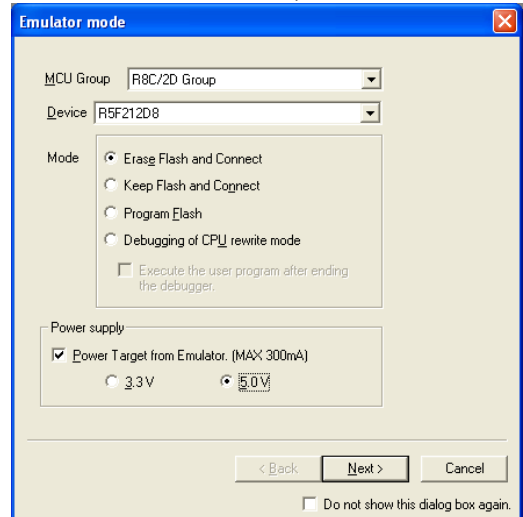 Emulator mode
MCU Group R8C/2D Group
Device R5F212D8
Mode
Erase Flash and Connect
Keep Flash and Connect
Program Flash
Debugging of CPU rewrite mode
Execute the user program after ending
the debugger.
Power supply
Power Target from Emulator. (MAX 300mA)
3.3 V 5.0 V
< Back Next > Cancel
Do not show this dialog box again.